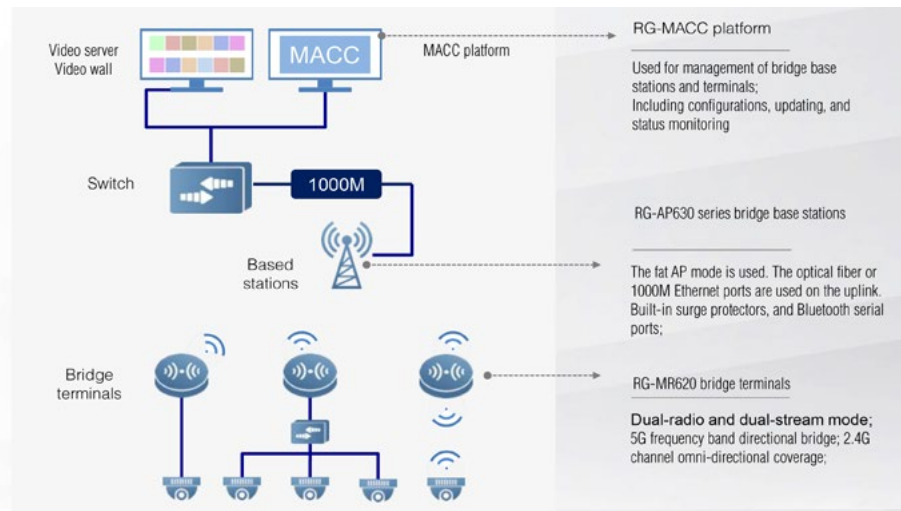 Video server
Video wall
MACC
MACC platform
Switch
1000M
Based
stations
Bridge
terminals
RG-MACC platform
Used for management of bridge base
stations and terminals;
Including configurations, updating, and
status monitoring
RG-AP630 series bridge base stations
The fat AP mode is used. The optical fiber or
1000M Ethernet ports are used on the uplink.
Built-in surge protectors, and Bluetooth serial
ports;
RG-MR620 bridge terminals
Dual-radio and dual-stream mode;
5G frequency band directional bridge; 2.4G
channel omni-directional coverage;